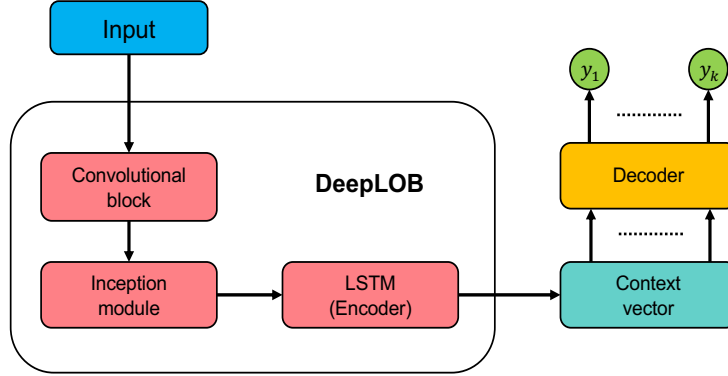 Input
y₁
yₖ
Convolutional
block
DeepLOB
Decoder
Inception
module
LSTM
(Encoder)
Context
vector